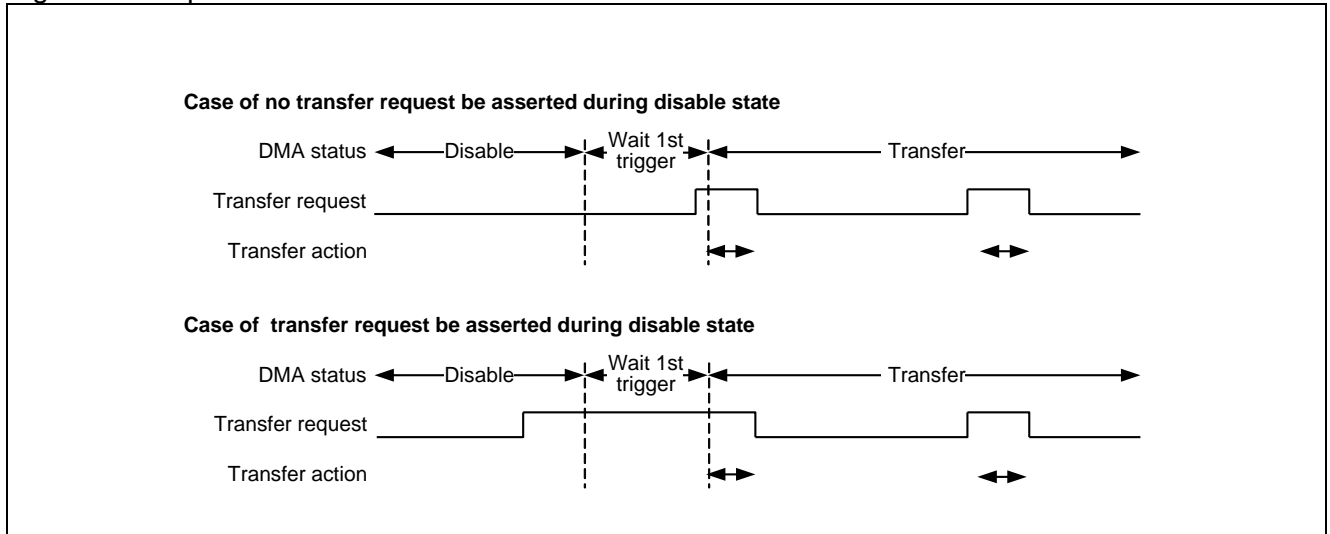 Case of no transfer request be asserted during disable state
DMA status Disable Wait 1st trigger Transfer
Transfer request
Transfer action
Case of transfer request be asserted during disable state
DMA status Disable Wait 1st trigger Transfer
Transfer request
Transfer action